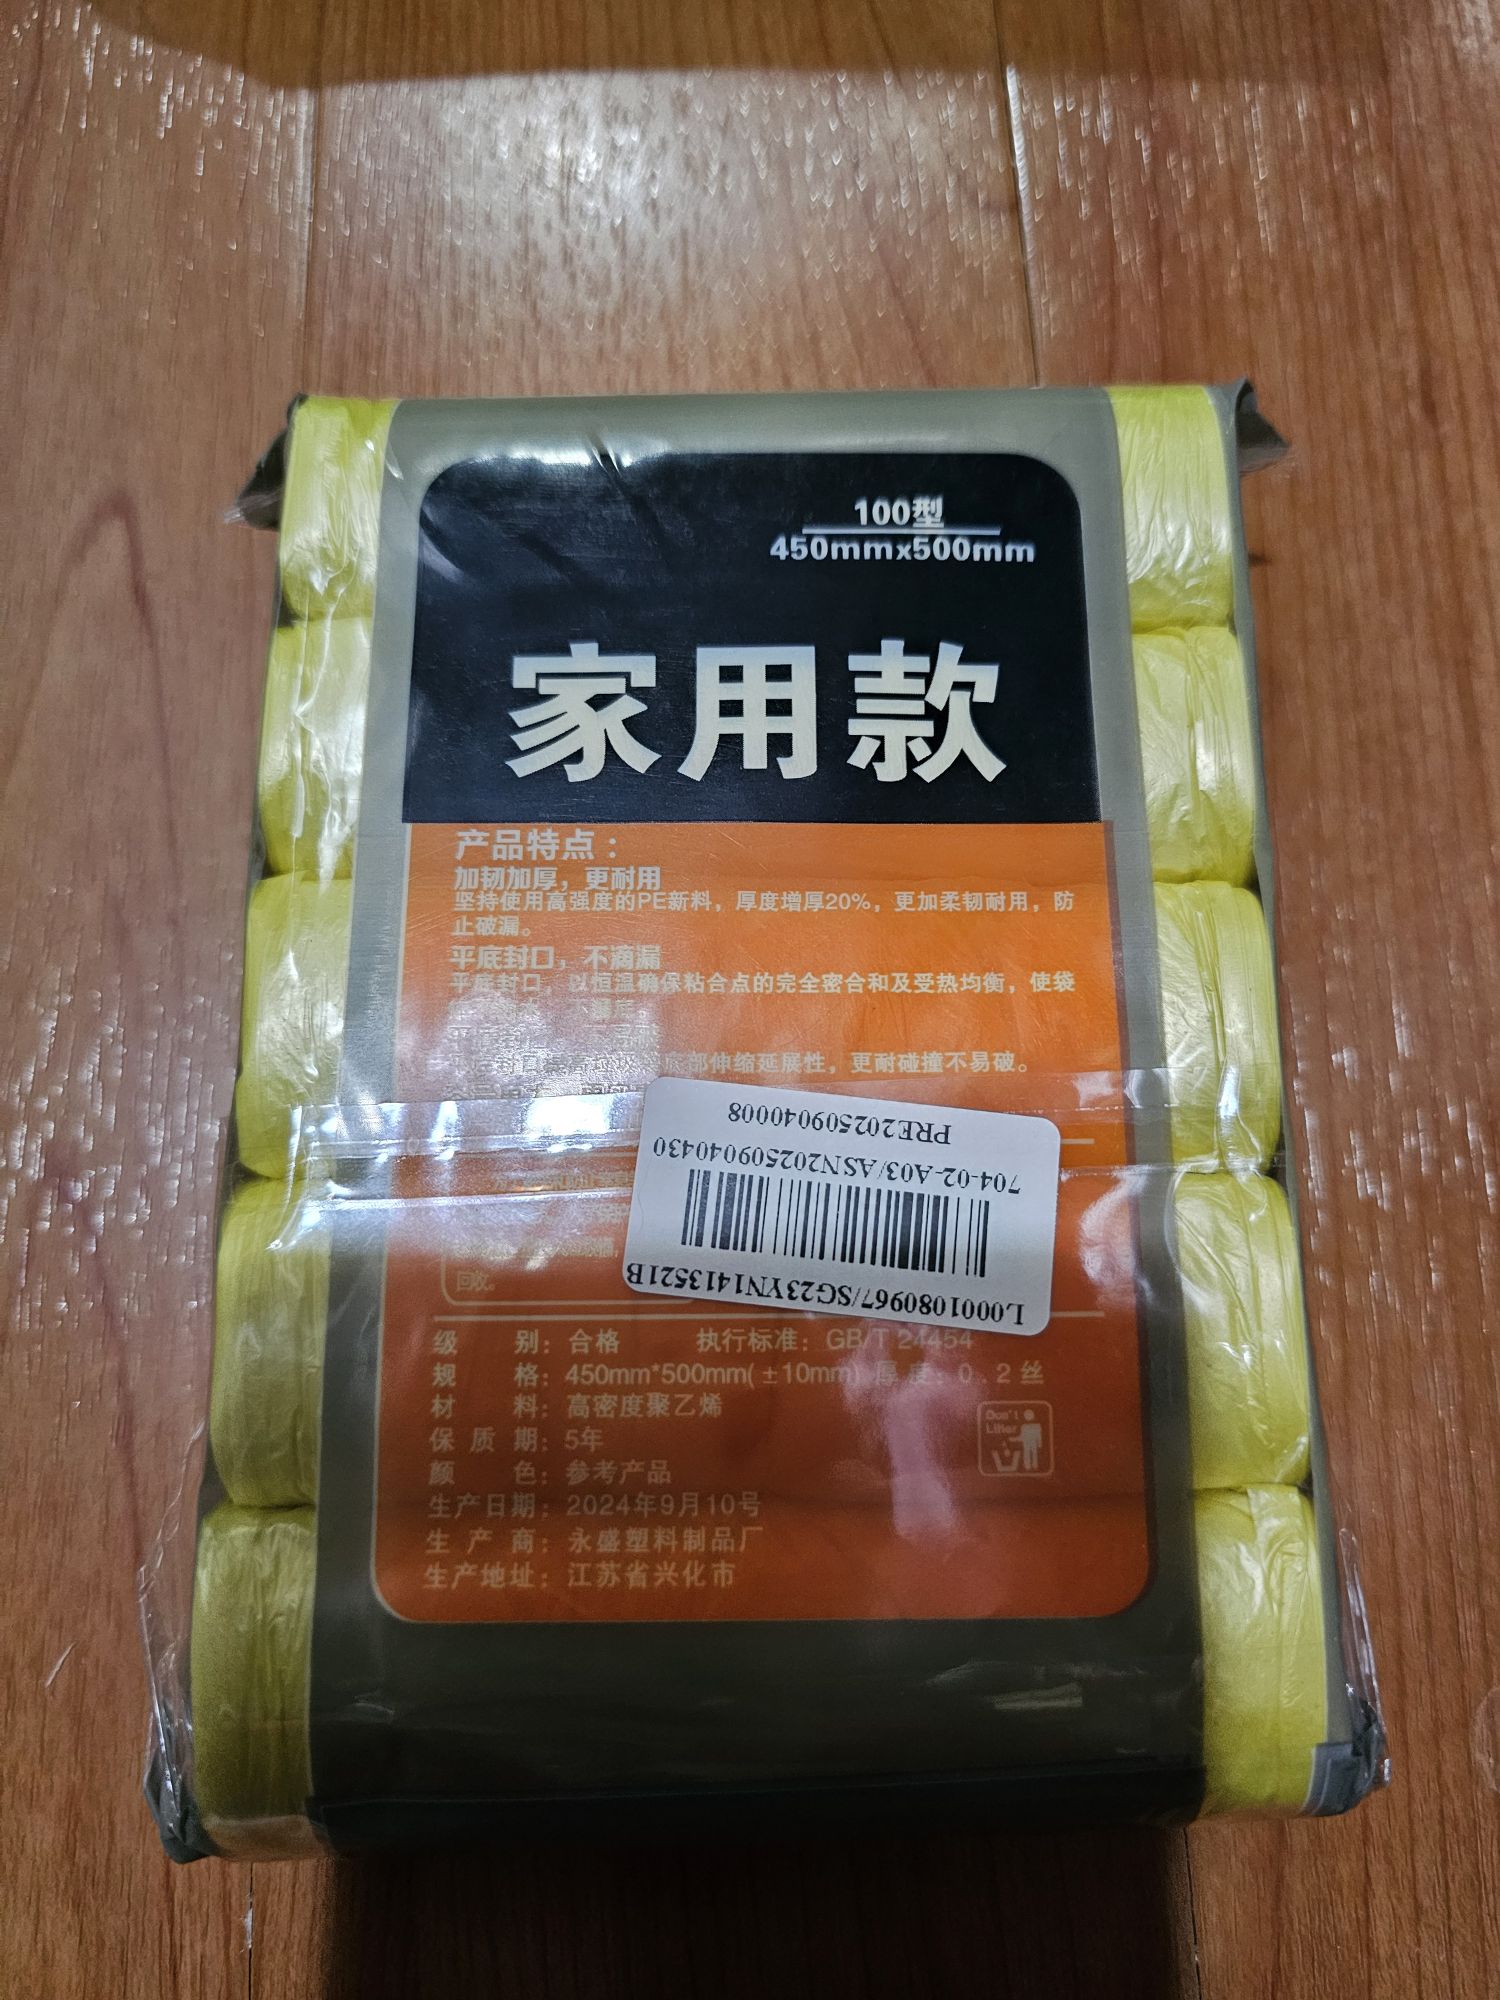 100型
450mmx500mm
家用款
产品特点：
加韧加厚，更耐用
坚持使用高强度的PE新料，厚度增厚20%，更加柔韧耐用，防
止破漏。
平底封口，不滴漏
平底封口，以恒温确保粘合点的完全密合和及受热均衡，使袋
底部伸缩延展性，更耐碰撞不易破。
PRE202509040008
704-02-A03/ASN202509040430
L0001080967/SG23YN1413521B
回收。
级 别：合格 执行标准：GB/T 24454
规 格：450mm*500mm(±10mm) 厚 度：0.2丝
材 料：高密度聚乙烯
保 质 期：5年
Don't
Litter
颜 色：参考产品
生产日期：2024年9月10号
生 产 商：永盛塑料制品厂
生产地址：江苏省兴化市